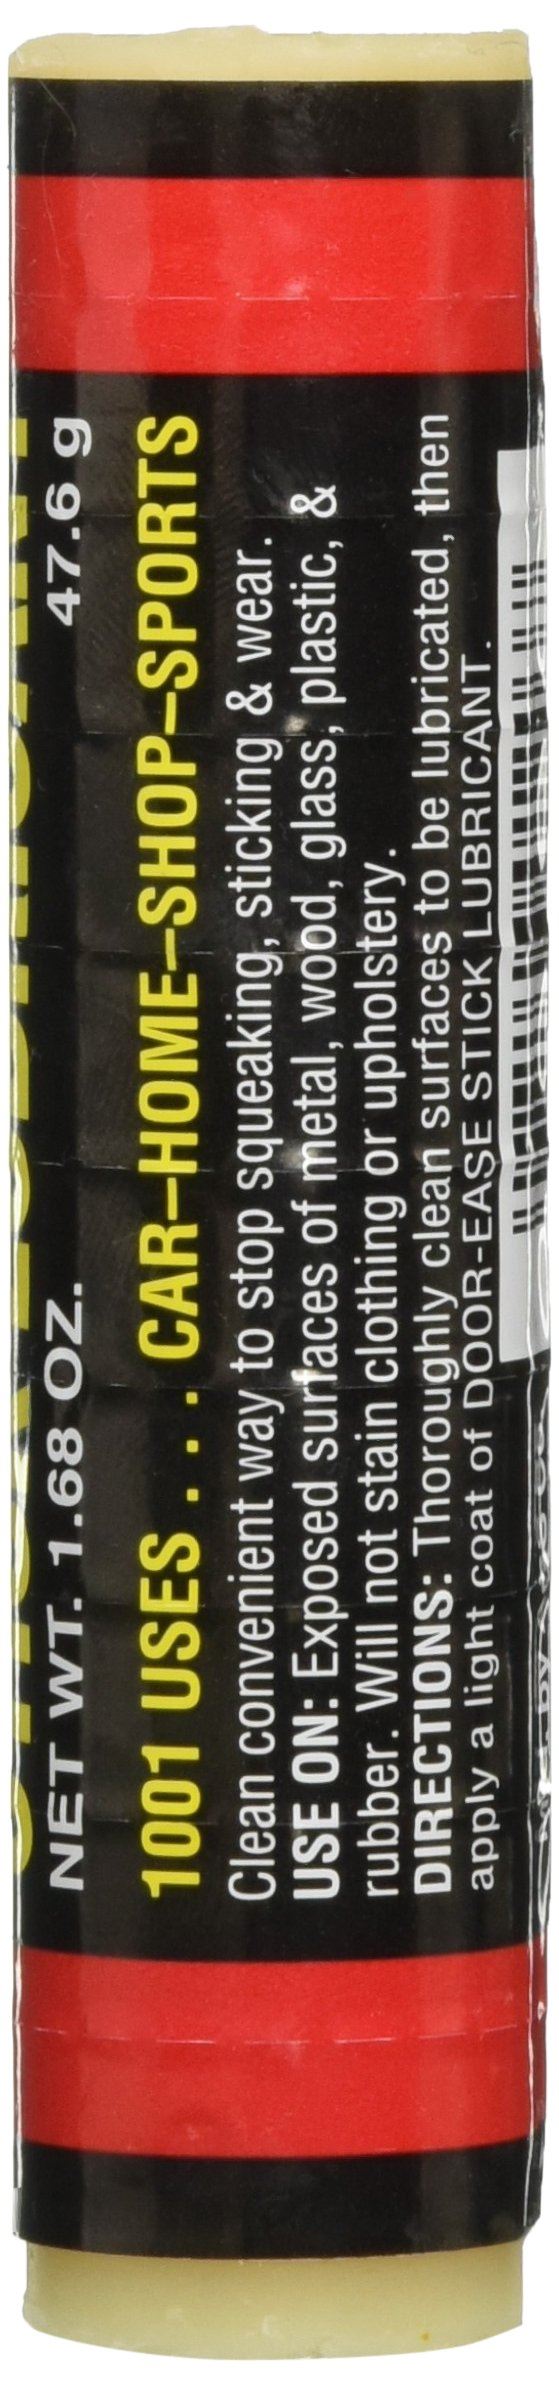 NET WT. 1.68 OZ. 47.6 g
1001 USES . . . CAR–HOME–SHOP–SPORTS
Clean convenient way to stop squeaking, sticking & wear.
USE ON: Exposed surfaces of metal, wood, glass, plastic, &
rubber. Will not stain clothing or upholstery.
DIRECTIONS: Thoroughly clean surfaces to be lubricated, then
apply a light coat of DOOR-EASE STICK LUBRICANT.